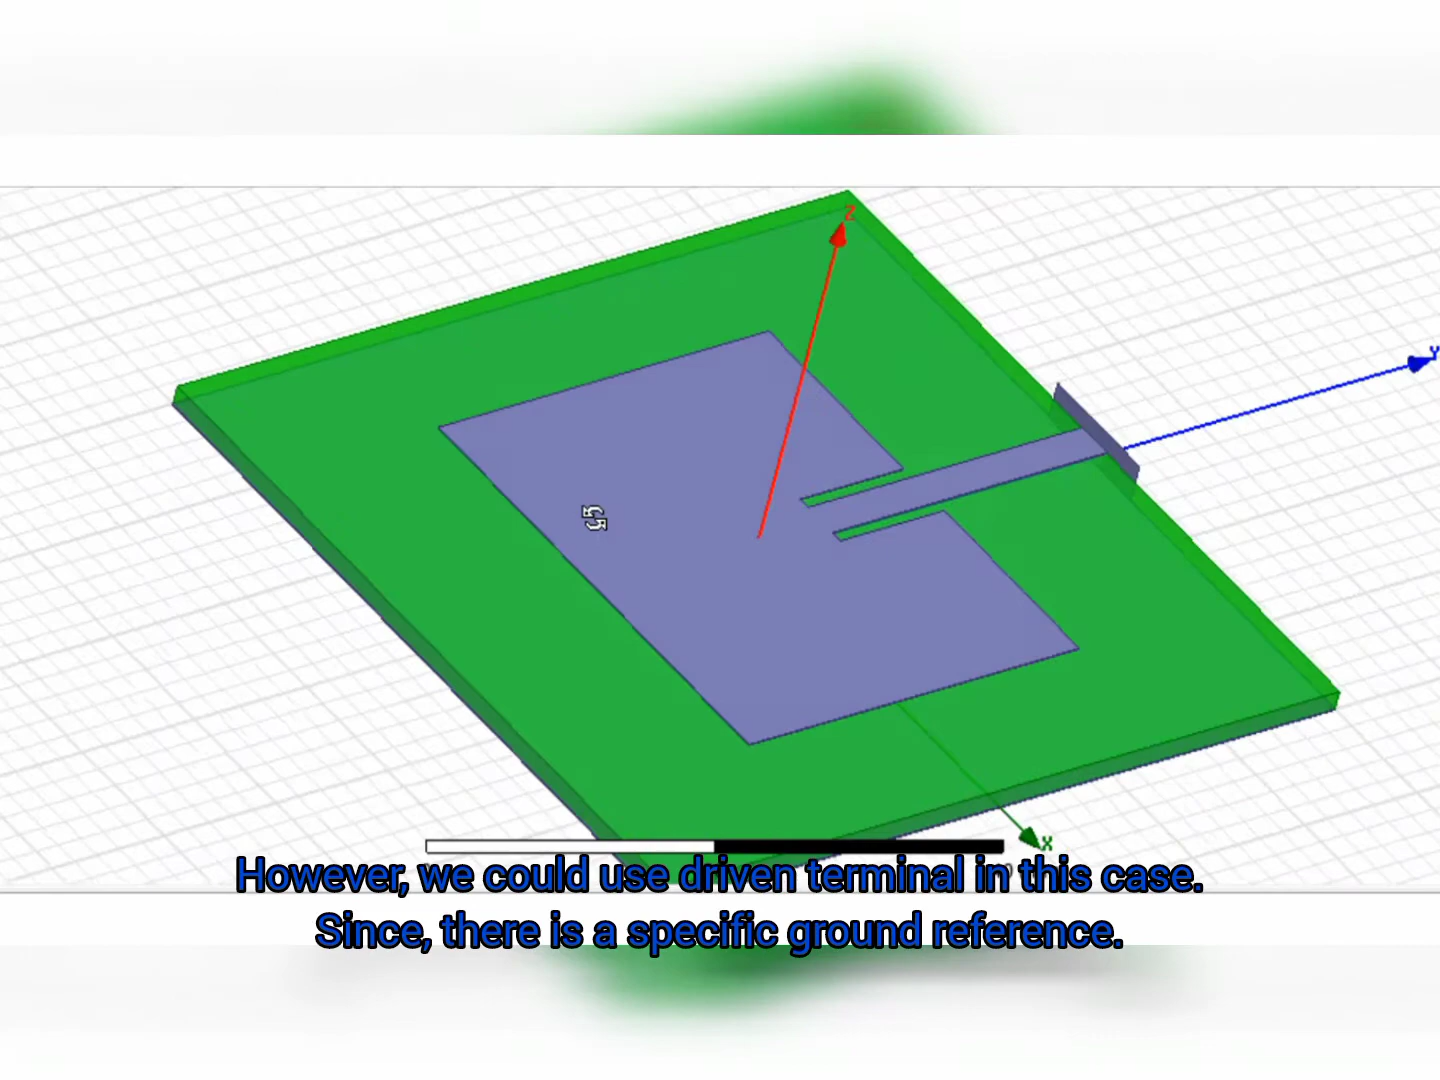 Z
Y
X
However, we could use driven terminal in this case.
Since, there is a specific ground reference.